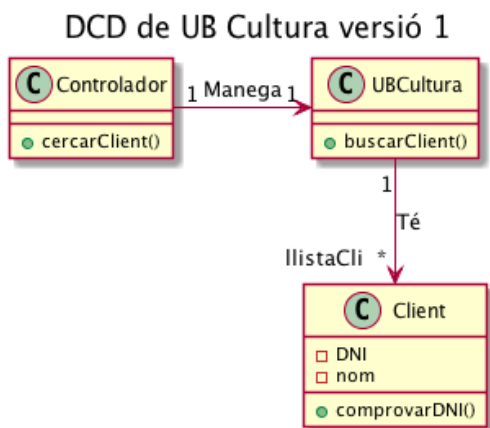 DCD de UB Cultura versió 1
C Controlador
cercarClient()
1 Manega 1
C UBCultura
buscarClient()
1
Té
llistaCli *
C Client
DNI
nom
comprovarDNI()